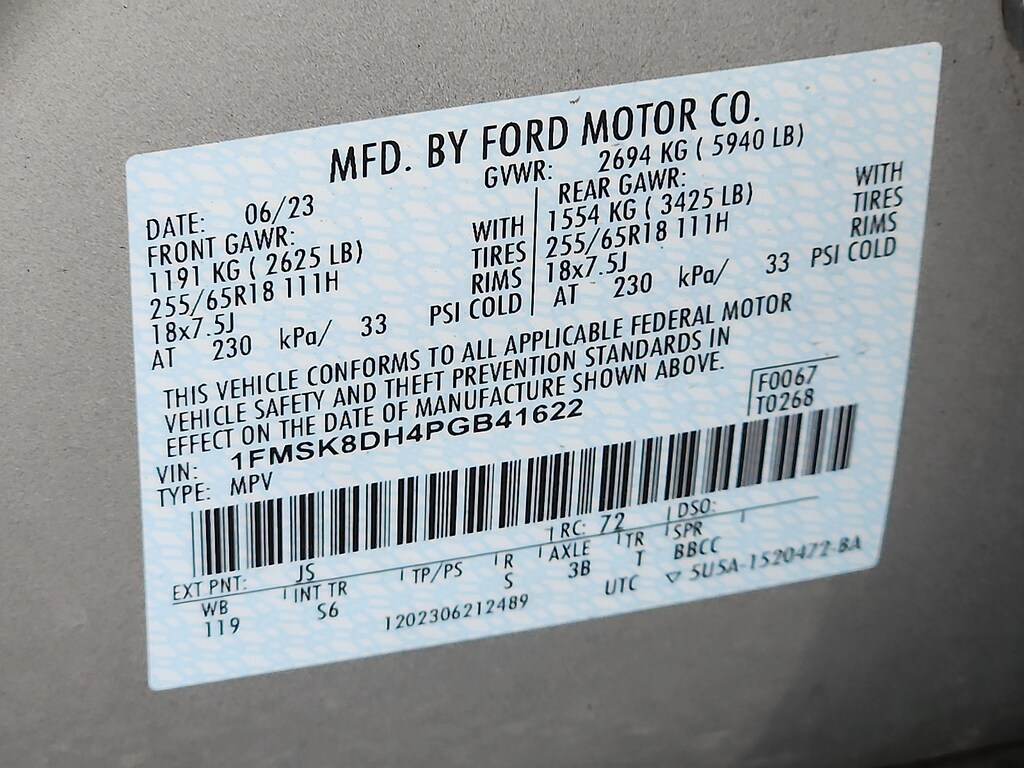 MFD. BY FORD MOTOR CO.
DATE: 06/23 GVWR: 2694 KG ( 5940 LB)
FRONT GAWR: REAR GAWR:
1191 KG ( 2625 LB) WITH 1554 KG ( 3425 LB) WITH
255/65R18 111H TIRES 255/65R18 111H TIRES
18x7.5J RIMS 18x7.5J RIMS
AT 230 kPa/ 33 PSI COLD AT 230 kPa/ 33 PSI COLD
THIS VEHICLE CONFORMS TO ALL APPLICABLE FEDERAL MOTOR
VEHICLE SAFETY AND THEFT PREVENTION STANDARDS IN
EFFECT ON THE DATE OF MANUFACTURE SHOWN ABOVE.
VIN: 1FMSK8DH4PGB41622 F0067
TYPE: MPV T0268
EXT PNT: JS RC: 72 DSO:
WB INT TR TP/PS R AXLE TR SPR
119 S6 S 3B T BBCC
1202306212489 UTC ▽ 5U5A-1520472-BA